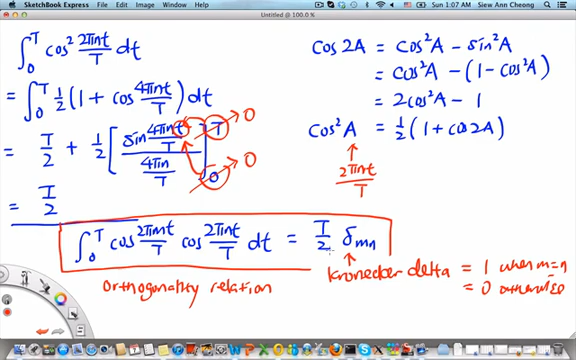 SketchBook File Edit Image Window Help
Sun 1:07 AM Siew Ann Cheong
Untitled @ 100.0 %
∫₀ᵀ cos² 2πnt/T dt
= ∫₀ᵀ 1/2 (1 + cos 4πnt/T) dt
= T/2 + 1/2 [ sin 4πnt/T / 4πn/T ]₀ᵀ → 0 → 0
= T/2
∫₀ᵀ cos 2πmt/T cos 2πnt/T dt = T/2 δmn
orthogonality relation
kronecker delta = 1 when m=n
= 0 otherwise
cos 2A = cos²A − sin²A
= cos²A − (1 − cos²A)
= 2cos²A − 1
cos²A = 1/2 (1 + cos 2A)
2πnt/T